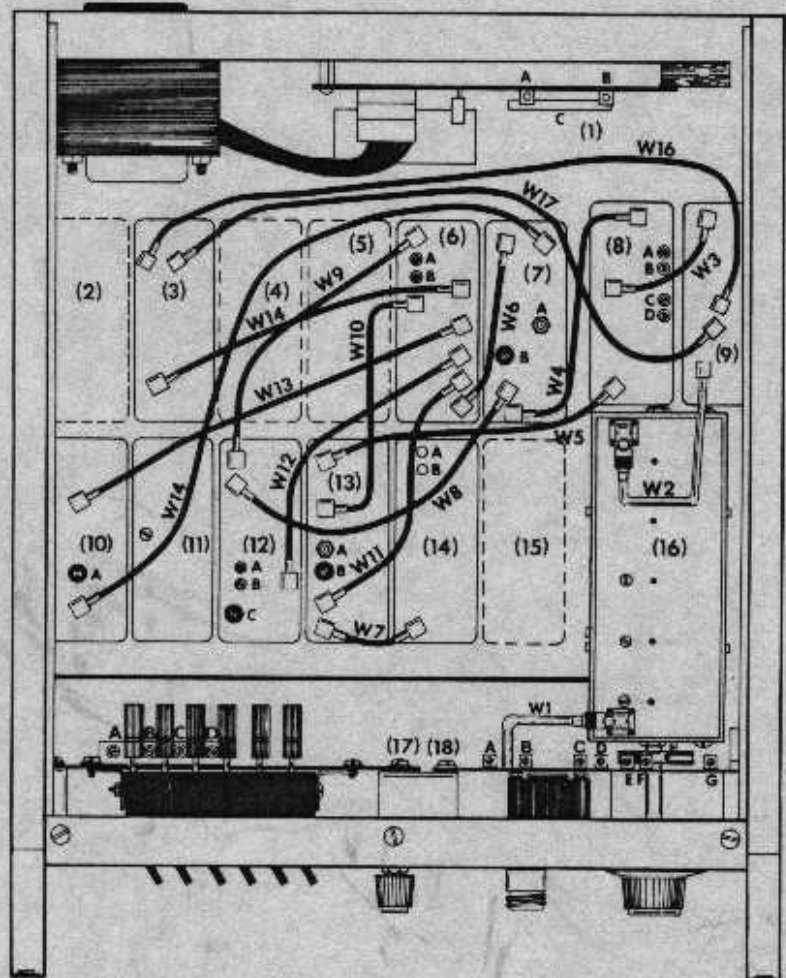 A B
C (1)
W16
W17
(2) (3) (4) (5) (6) (7) (8) (9)
A
B
A
B
C
D
W9
W3
W14
W6
A
B
W10
W4
W13
W5
W12
A
B
W2
W8
(10) (11) (12) (13) (14) (15) (16)
A
A
B
C
A
B
W11
W14
W7
W1
A B C D
(17) (18)
A B C D
E F G